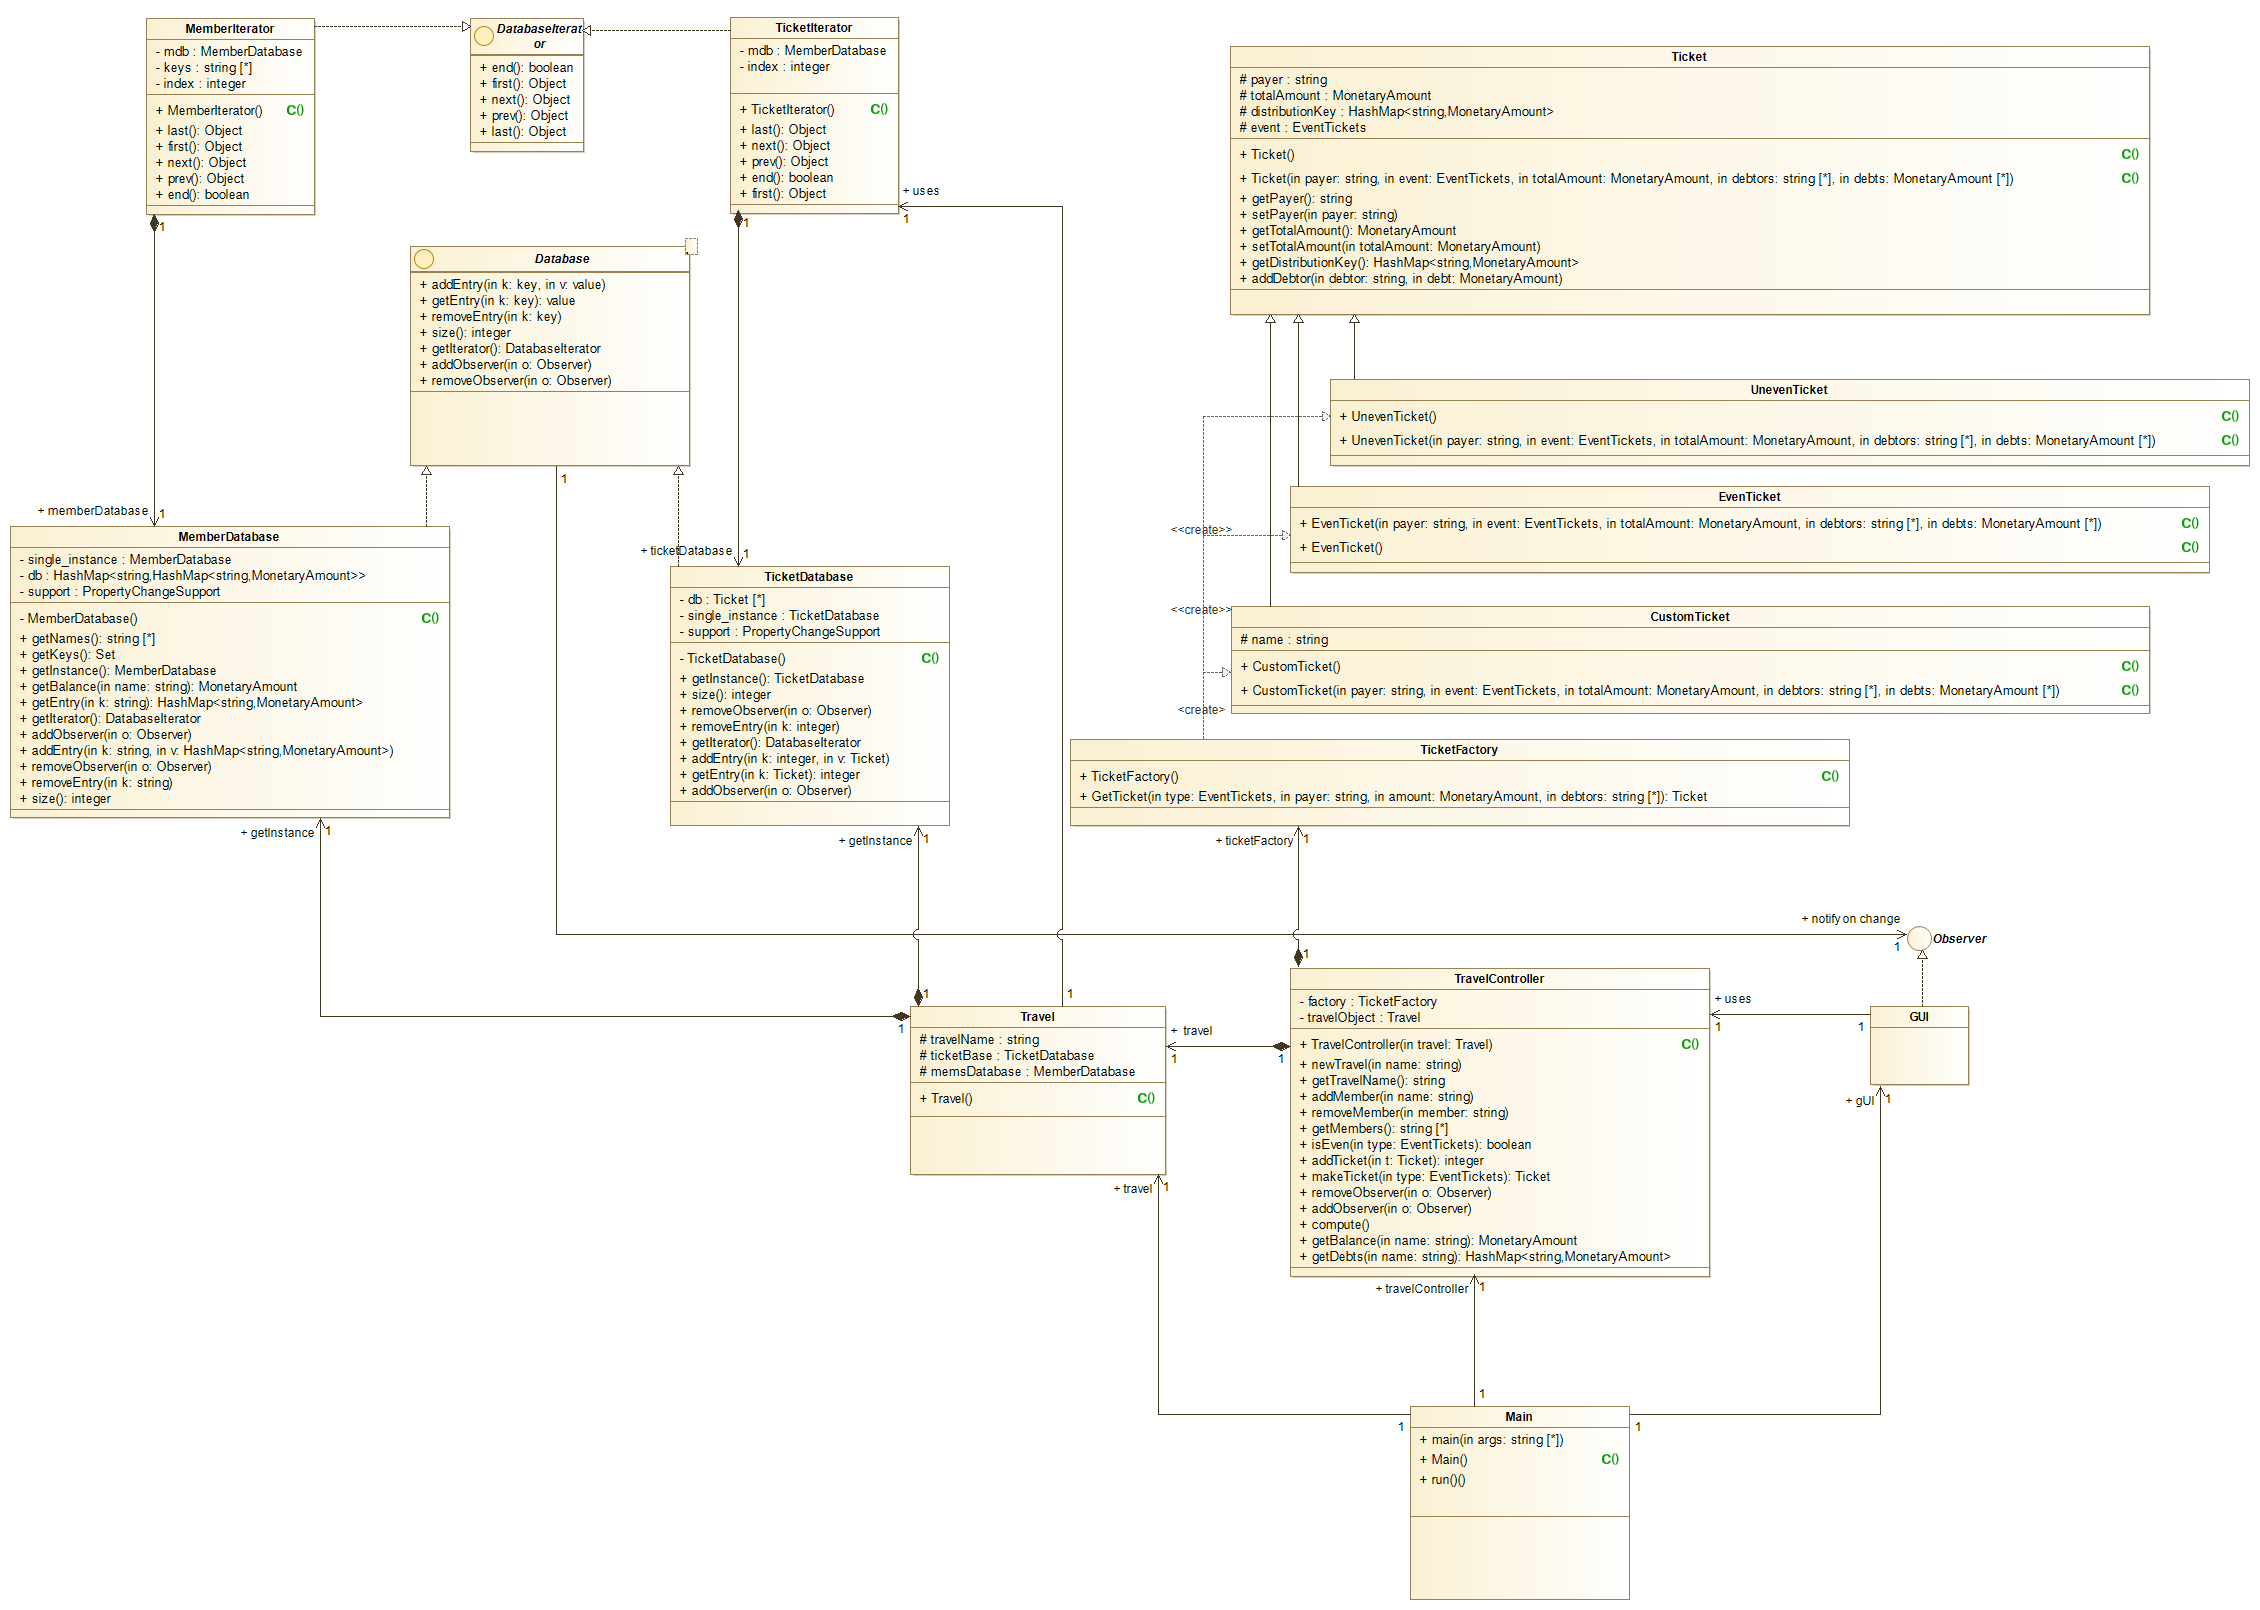 MemberIterator
- mdb : MemberDatabase
- keys : string [*]
- index : integer
+ MemberIterator() C()
+ last(): Object
+ first(): Object
+ next(): Object
+ prev(): Object
+ end(): boolean
1
DatabaseIterat
or
+ end(): boolean
+ first(): Object
+ next(): Object
+ prev(): Object
+ last(): Object
TicketIterator
- mdb : MemberDatabase
- index : integer
+ TicketIterator() C()
+ last(): Object
+ next(): Object
+ prev(): Object
+ end(): boolean
+ first(): Object
1
+ uses
1
Ticket
# payer : string
# totalAmount : MonetaryAmount
# distributionKey : HashMap<string,MonetaryAmount>
# event : EventTickets
+ Ticket() C()
+ Ticket(in payer: string, in event: EventTickets, in totalAmount: MonetaryAmount, in debtors: string [*], in debts: MonetaryAmount [*]) C()
+ getPayer(): string
+ setPayer(in payer: string)
+ getTotalAmount(): MonetaryAmount
+ setTotalAmount(in totalAmount: MonetaryAmount)
+ getDistributionKey(): HashMap<string,MonetaryAmount>
+ addDebtor(in debtor: string, in debt: MonetaryAmount)
Database
+ addEntry(in k: key, in v: value)
+ getEntry(in k: key): value
+ removeEntry(in k: key)
+ size(): integer
+ getIterator(): DatabaseIterator
+ addObserver(in o: Observer)
+ removeObserver(in o: Observer)
1
UnevenTicket
+ UnevenTicket() C()
+ UnevenTicket(in payer: string, in event: EventTickets, in totalAmount: MonetaryAmount, in debtors: string [*], in debts: MonetaryAmount [*]) C()
EvenTicket
+ EvenTicket(in payer: string, in event: EventTickets, in totalAmount: MonetaryAmount, in debtors: string [*], in debts: MonetaryAmount [*]) C()
+ EvenTicket() C()
<<create>>
<<create>>
<create>
CustomTicket
# name : string
+ CustomTicket() C()
+ CustomTicket(in payer: string, in event: EventTickets, in totalAmount: MonetaryAmount, in debtors: string [*], in debts: MonetaryAmount [*]) C()
+ memberDatabase
1
MemberDatabase
- single_instance : MemberDatabase
- db : HashMap<string,HashMap<string,MonetaryAmount>>
- support : PropertyChangeSupport
- MemberDatabase() C()
+ getNames(): string [*]
+ getKeys(): Set
+ getInstance(): MemberDatabase
+ getBalance(in name: string): MonetaryAmount
+ getEntry(in k: string): HashMap<string,MonetaryAmount>
+ getIterator(): DatabaseIterator
+ addObserver(in o: Observer)
+ addEntry(in k: string, in v: HashMap<string,MonetaryAmount>)
+ removeObserver(in o: Observer)
+ removeEntry(in k: string)
+ size(): integer
+ getInstance
1
+ ticketDatabase
1
TicketDatabase
- db : Ticket [*]
- single_instance : TicketDatabase
- support : PropertyChangeSupport
- TicketDatabase() C()
+ getInstance(): TicketDatabase
+ size(): integer
+ removeObserver(in o: Observer)
+ removeEntry(in k: integer)
+ getIterator(): DatabaseIterator
+ addEntry(in k: integer, in v: Ticket)
+ getEntry(in k: Ticket): integer
+ addObserver(in o: Observer)
+ getInstance
1
TicketFactory
+ TicketFactory() C()
+ GetTicket(in type: EventTickets, in payer: string, in amount: MonetaryAmount, in debtors: string [*]): Ticket
+ ticketFactory
1
+ notify on change
1
Observer
1
1
1
1
Travel
# travelName : string
# ticketBase : TicketDatabase
# memsDatabase : MemberDatabase
+ Travel() C()
+ travel
1
1
TravelController
- factory : TicketFactory
- travelObject : Travel
+ TravelController(in travel: Travel) C()
+ newTravel(in name: string)
+ getTravelName(): string
+ addMember(in name: string)
+ removeMember(in member: string)
+ getMembers(): string [*]
+ isEven(in type: EventTickets): boolean
+ addTicket(in t: Ticket): integer
+ makeTicket(in type: EventTickets): Ticket
+ removeObserver(in o: Observer)
+ addObserver(in o: Observer)
+ compute()
+ getBalance(in name: string): MonetaryAmount
+ getDebts(in name: string): HashMap<string,MonetaryAmount>
+ uses
1
1
GUI
+ gUI
1
+ travel
1
+ travelController
1
1
1
1
Main
+ main(in args: string [*])
+ Main() C()
+ run()()